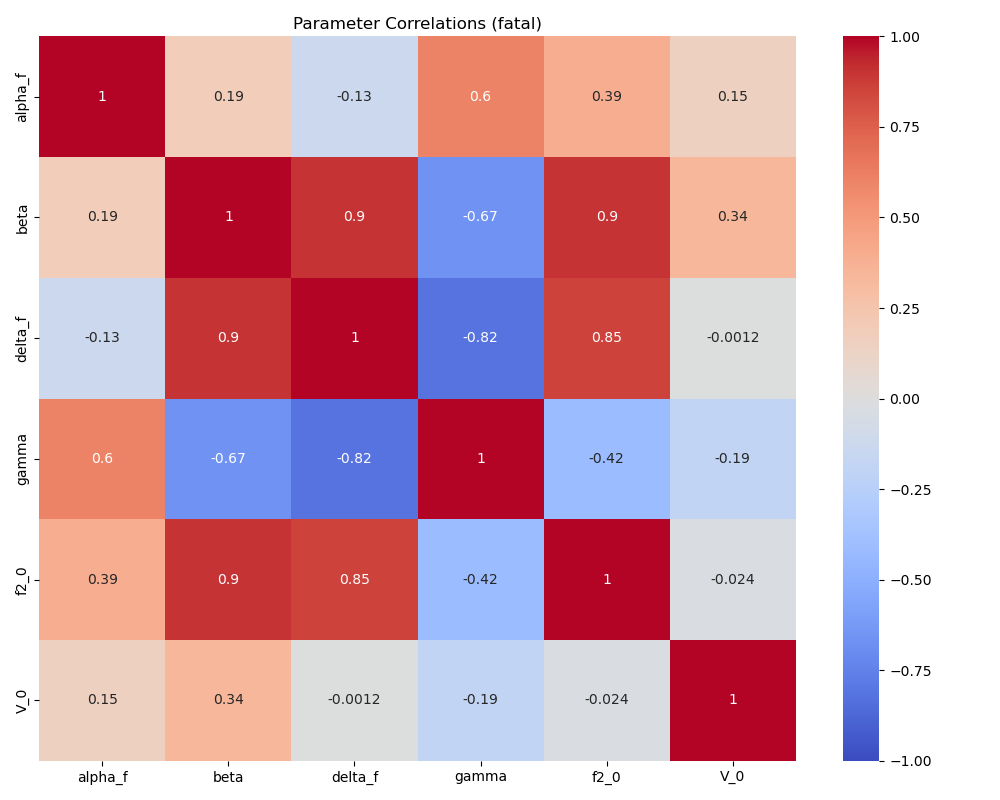 Parameter Correlations (fatal)
alpha_f 1 0.19 -0.13 0.6 0.39 0.15
beta 0.19 1 0.9 -0.67 0.9 0.34
delta_f -0.13 0.9 1 -0.82 0.85 -0.0012
gamma 0.6 -0.67 -0.82 1 -0.42 -0.19
f2_0 0.39 0.9 0.85 -0.42 1 -0.024
V_0 0.15 0.34 -0.0012 -0.19 -0.024 1
alpha_f beta delta_f gamma f2_0 V_0
1.00
0.75
0.50
0.25
0.00
−0.25
−0.50
−0.75
−1.00